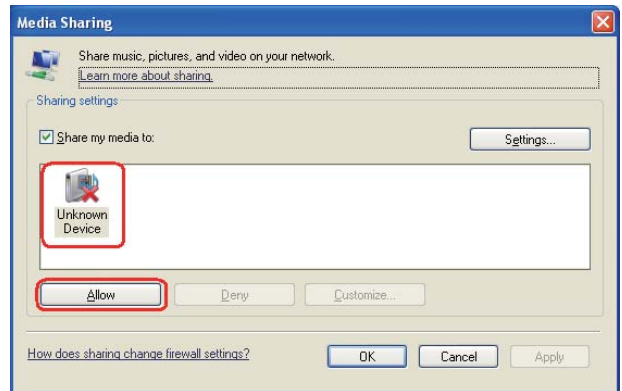 Media Sharing
Share music, pictures, and video on your network.
Learn more about sharing.
Sharing settings
Share my media to:
Settings...
Unknown
Device
Allow
Deny
Customize...
How does sharing change firewall settings?
OK
Cancel
Apply